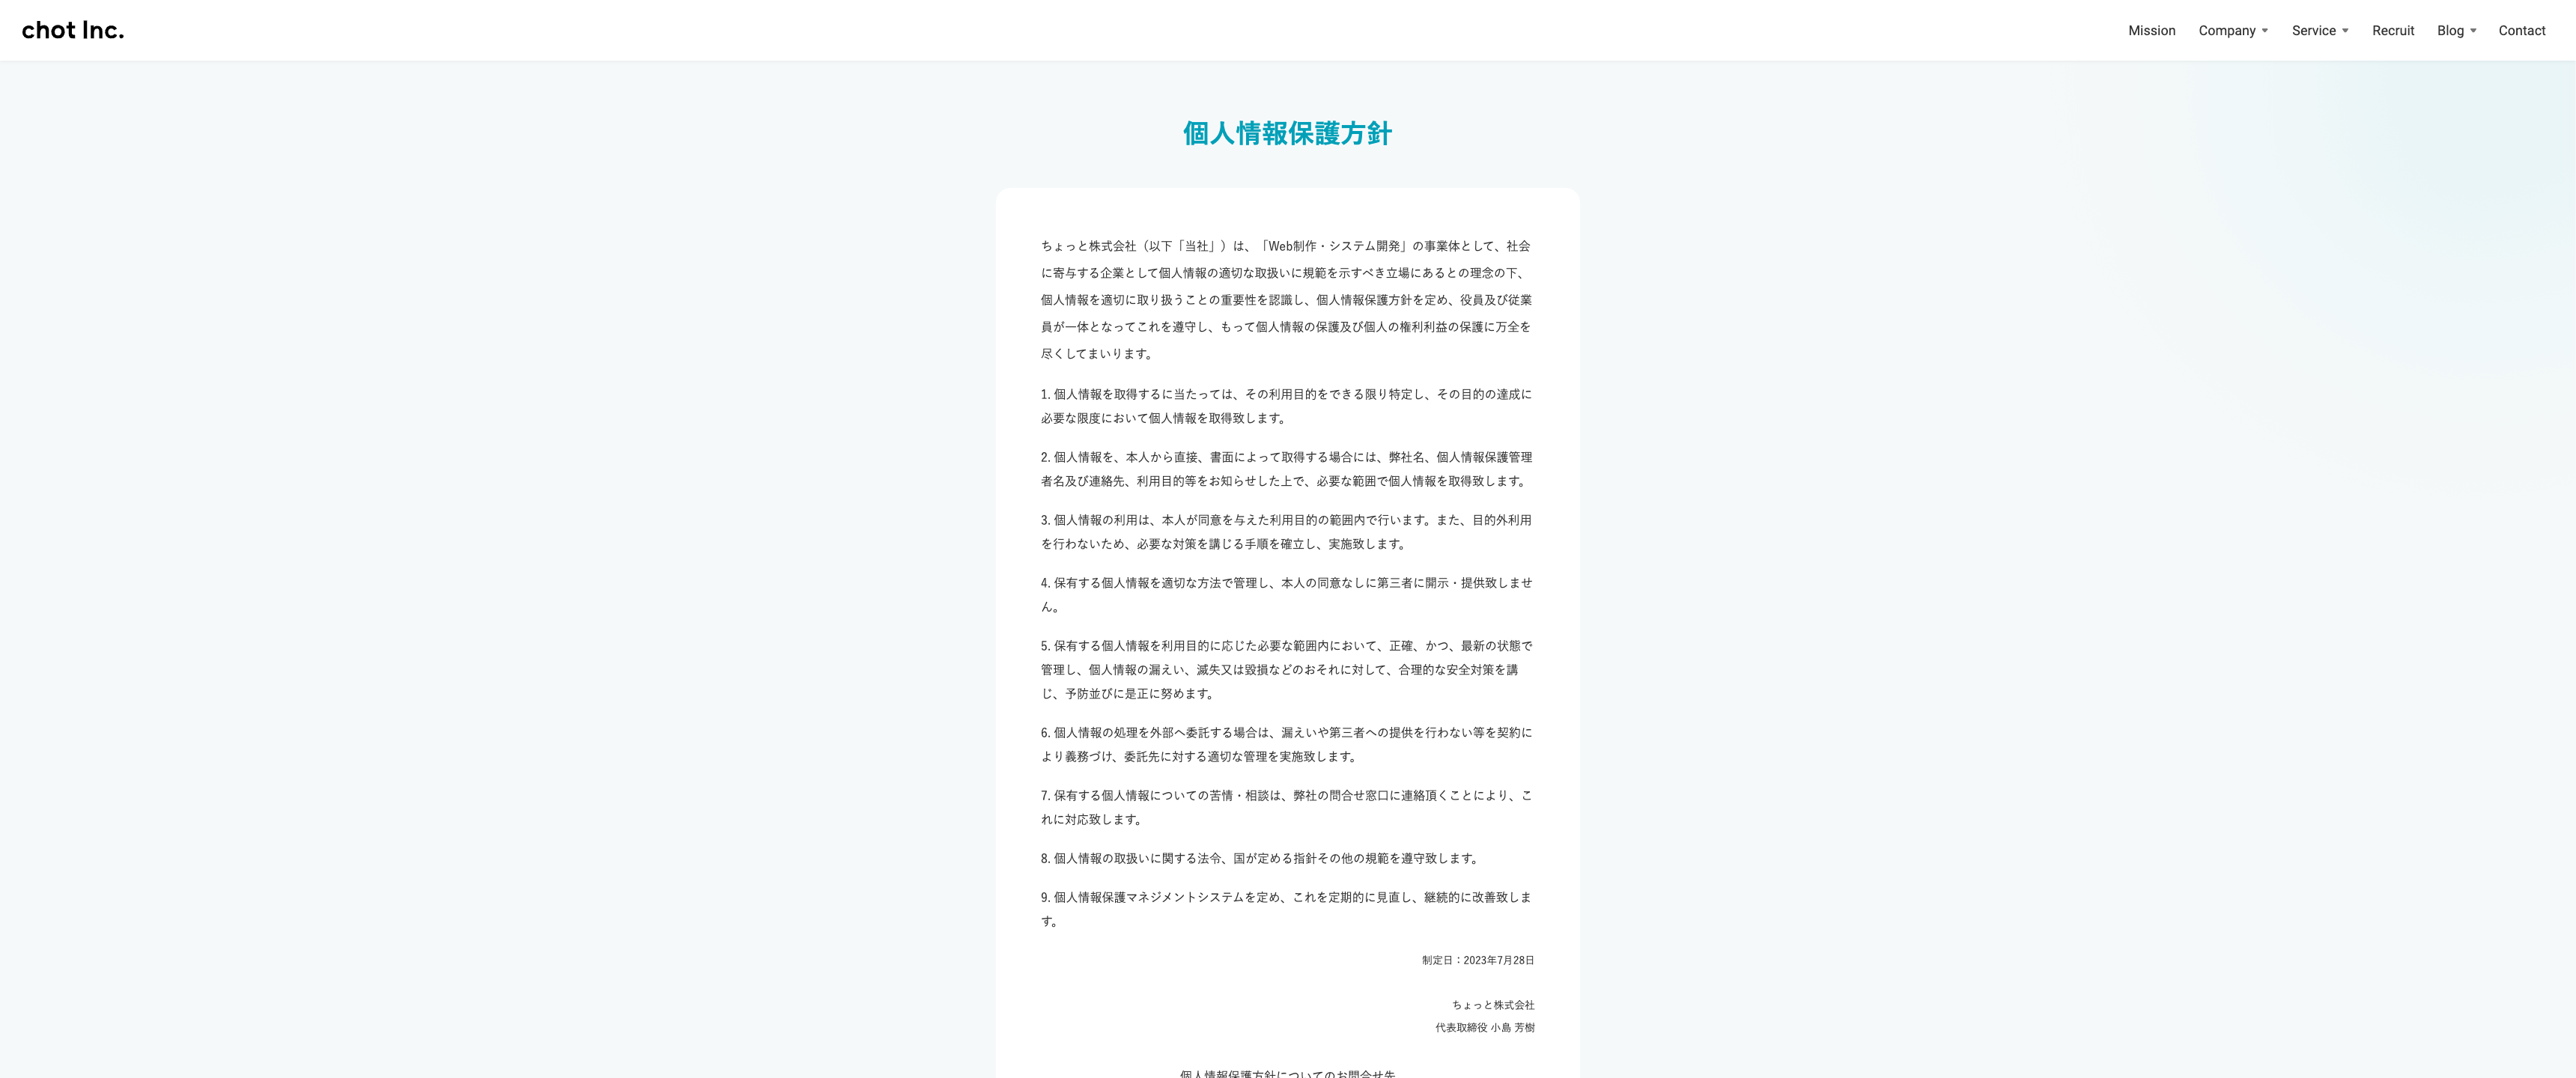 chot Inc.
Mission Company Service Recruit Blog Contact
個人情報保護方針
ちょっと株式会社（以下「当社」）は、「Web制作・システム開発」の事業体として、社会
に寄与する企業として個人情報の適切な取扱いに規範を示すべき立場にあるとの理念の下、
個人情報を適切に取り扱うことの重要性を認識し、個人情報保護方針を定め、役員及び従業
員が一体となってこれを遵守し、もって個人情報の保護及び個人の権利利益の保護に万全を
尽くしてまいります。
1. 個人情報を取得するに当たっては、その利用目的をできる限り特定し、その目的の達成に
必要な限度において個人情報を取得致します。
2. 個人情報を、本人から直接、書面によって取得する場合には、弊社名、個人情報保護管理
者名及び連絡先、利用目的等をお知らせした上で、必要な範囲で個人情報を取得致します。
3. 個人情報の利用は、本人が同意を与えた利用目的の範囲内で行います。また、目的外利用
を行わないため、必要な対策を講じる手順を確立し、実施致します。
4. 保有する個人情報を適切な方法で管理し、本人の同意なしに第三者に開示・提供致しませ
ん。
5. 保有する個人情報を利用目的に応じた必要な範囲内において、正確、かつ、最新の状態で
管理し、個人情報の漏えい、滅失又は毀損などのおそれに対して、合理的な安全対策を講
じ、予防並びに是正に努めます。
6. 個人情報の処理を外部へ委託する場合は、漏えいや第三者への提供を行わない等を契約に
より義務づけ、委託先に対する適切な管理を実施致します。
7. 保有する個人情報についての苦情・相談は、弊社の問合せ窓口に連絡頂くことにより、こ
れに対応致します。
8. 個人情報の取扱いに関する法令、国が定める指針その他の規範を遵守致します。
9. 個人情報保護マネジメントシステムを定め、これを定期的に見直し、継続的に改善致しま
す。
制定日：2023年7月28日
ちょっと株式会社
代表取締役 小島 芳樹
個人情報保護方針についてのお問合せ先